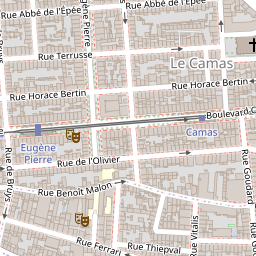 Rue Abbé de l'Épée
Rue Abbé de l'Épée
Eugène Pierre
Rue Terrusse
Le Camas
Rue Horace Bertin
Rue Horace Bertin
Boulevard C
Camas
Eugène
Pierre
Rue de l'Olivier
Rue de Bruys
Rue Benoît Malon
Rue Goudard
Rue Vitalis
Rue Ferrari
Rue Thiepval